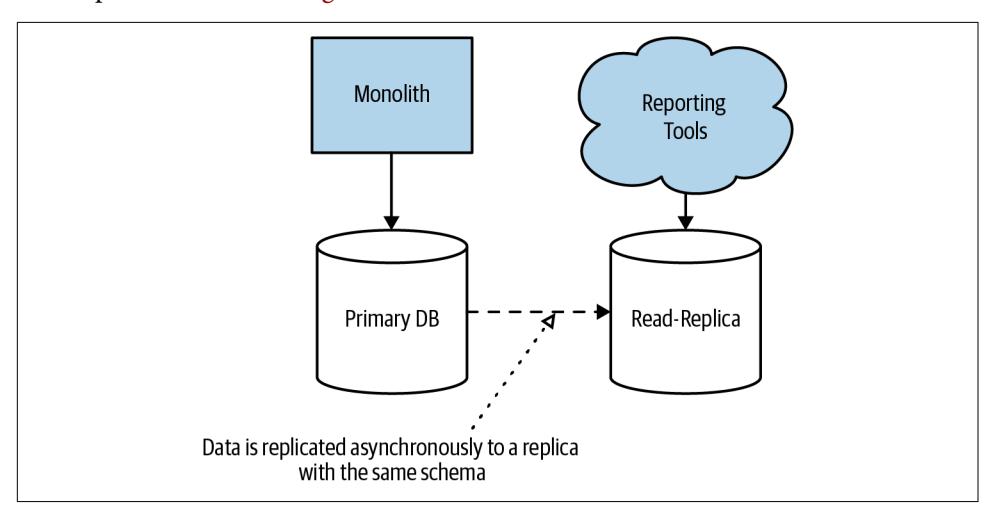 Monolith
Reporting
Tools
Primary DB
Read-Replica
Data is replicated asynchronously to a replica
with the same schema